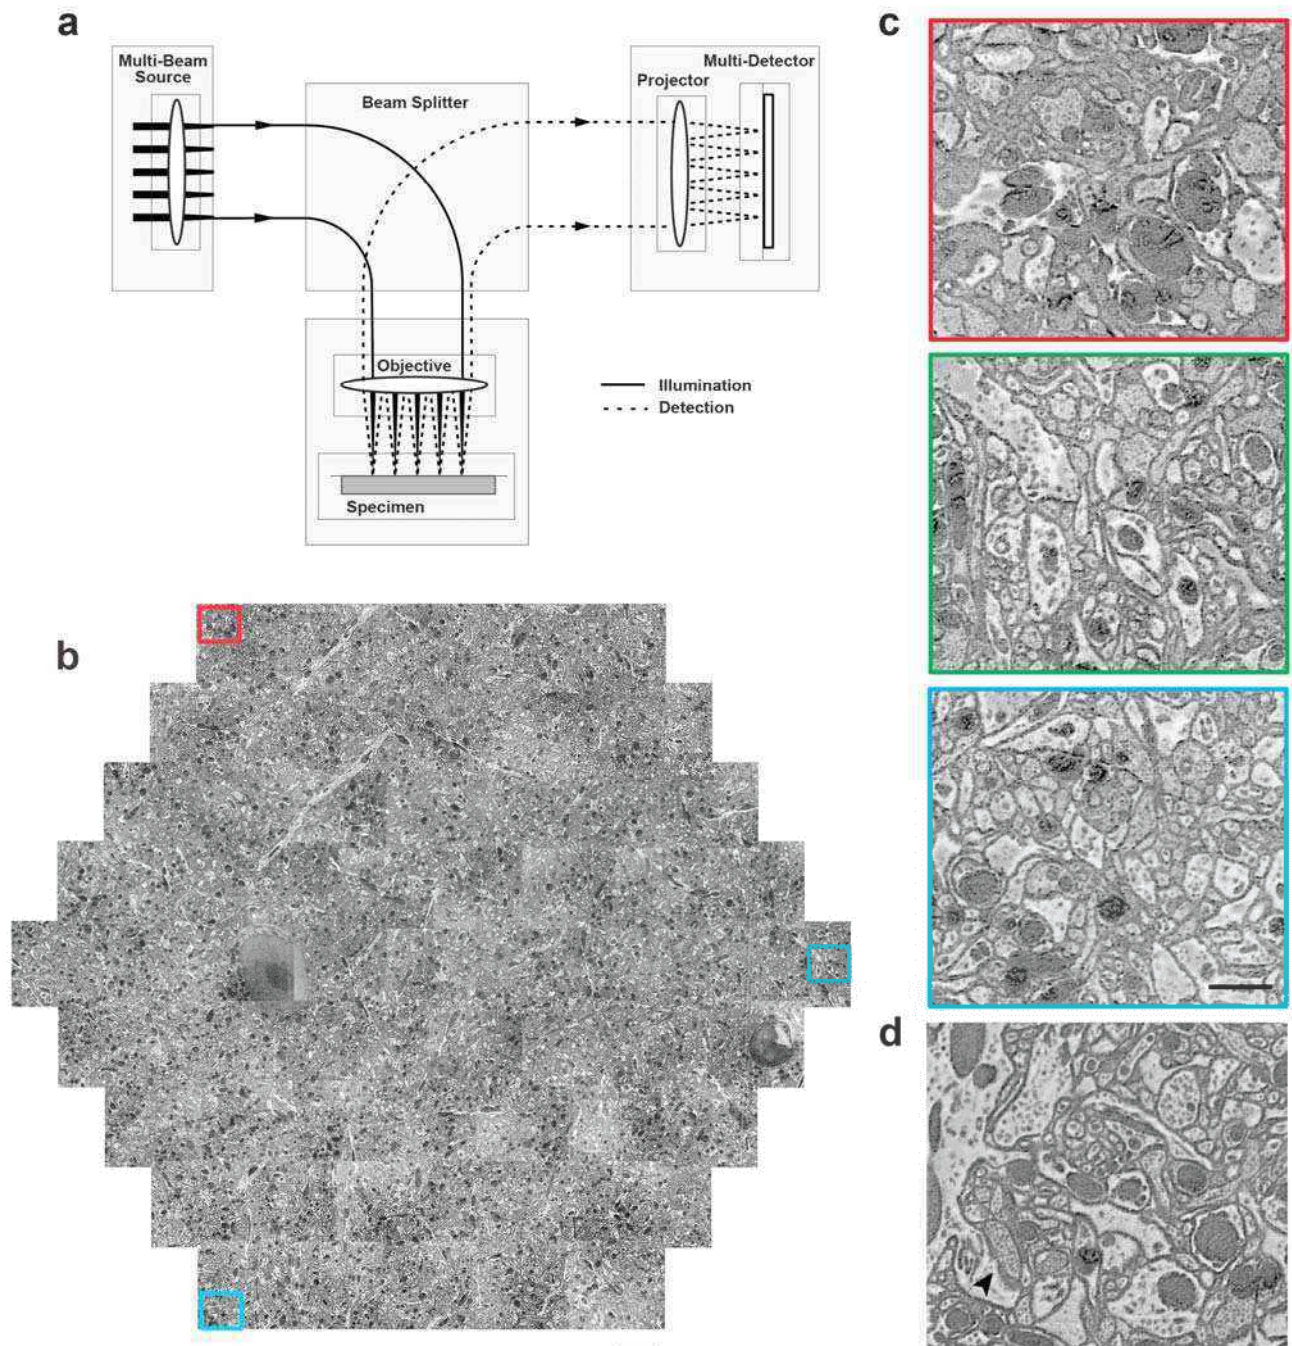 a
Multi-Beam
Source
Beam Splitter
Multi-Detector
Projector
Objective
Illumination
Detection
Specimen
b
c
d